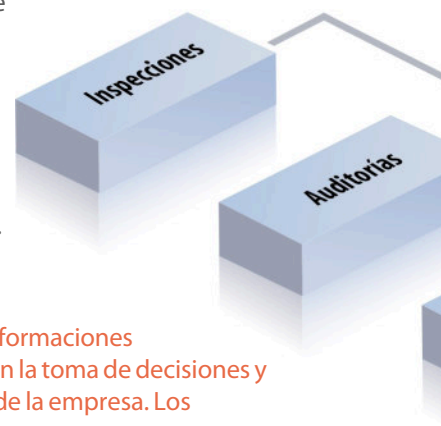 e
Inspecciones
Auditorías
.
formaciones
n la toma de decisiones y
de la empresa. Los